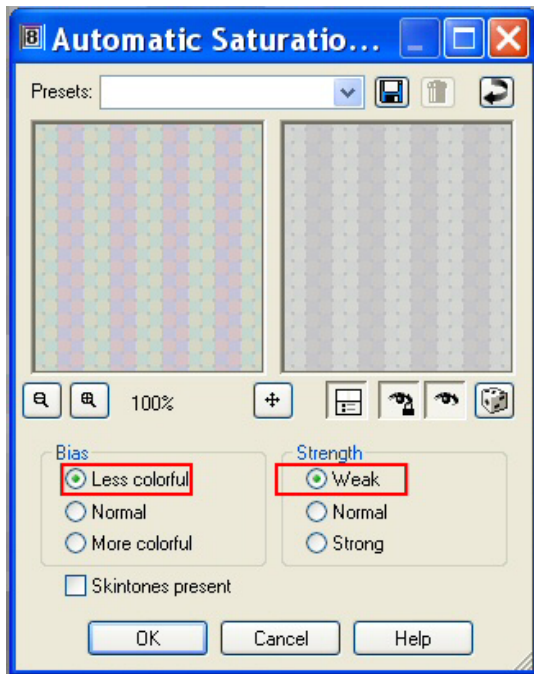 8 Automatic Saturatio...
Presets:
100%
Bias Strength
Less colorful Weak
Normal Normal
More colorful Strong
Skintones present
OK Cancel Help